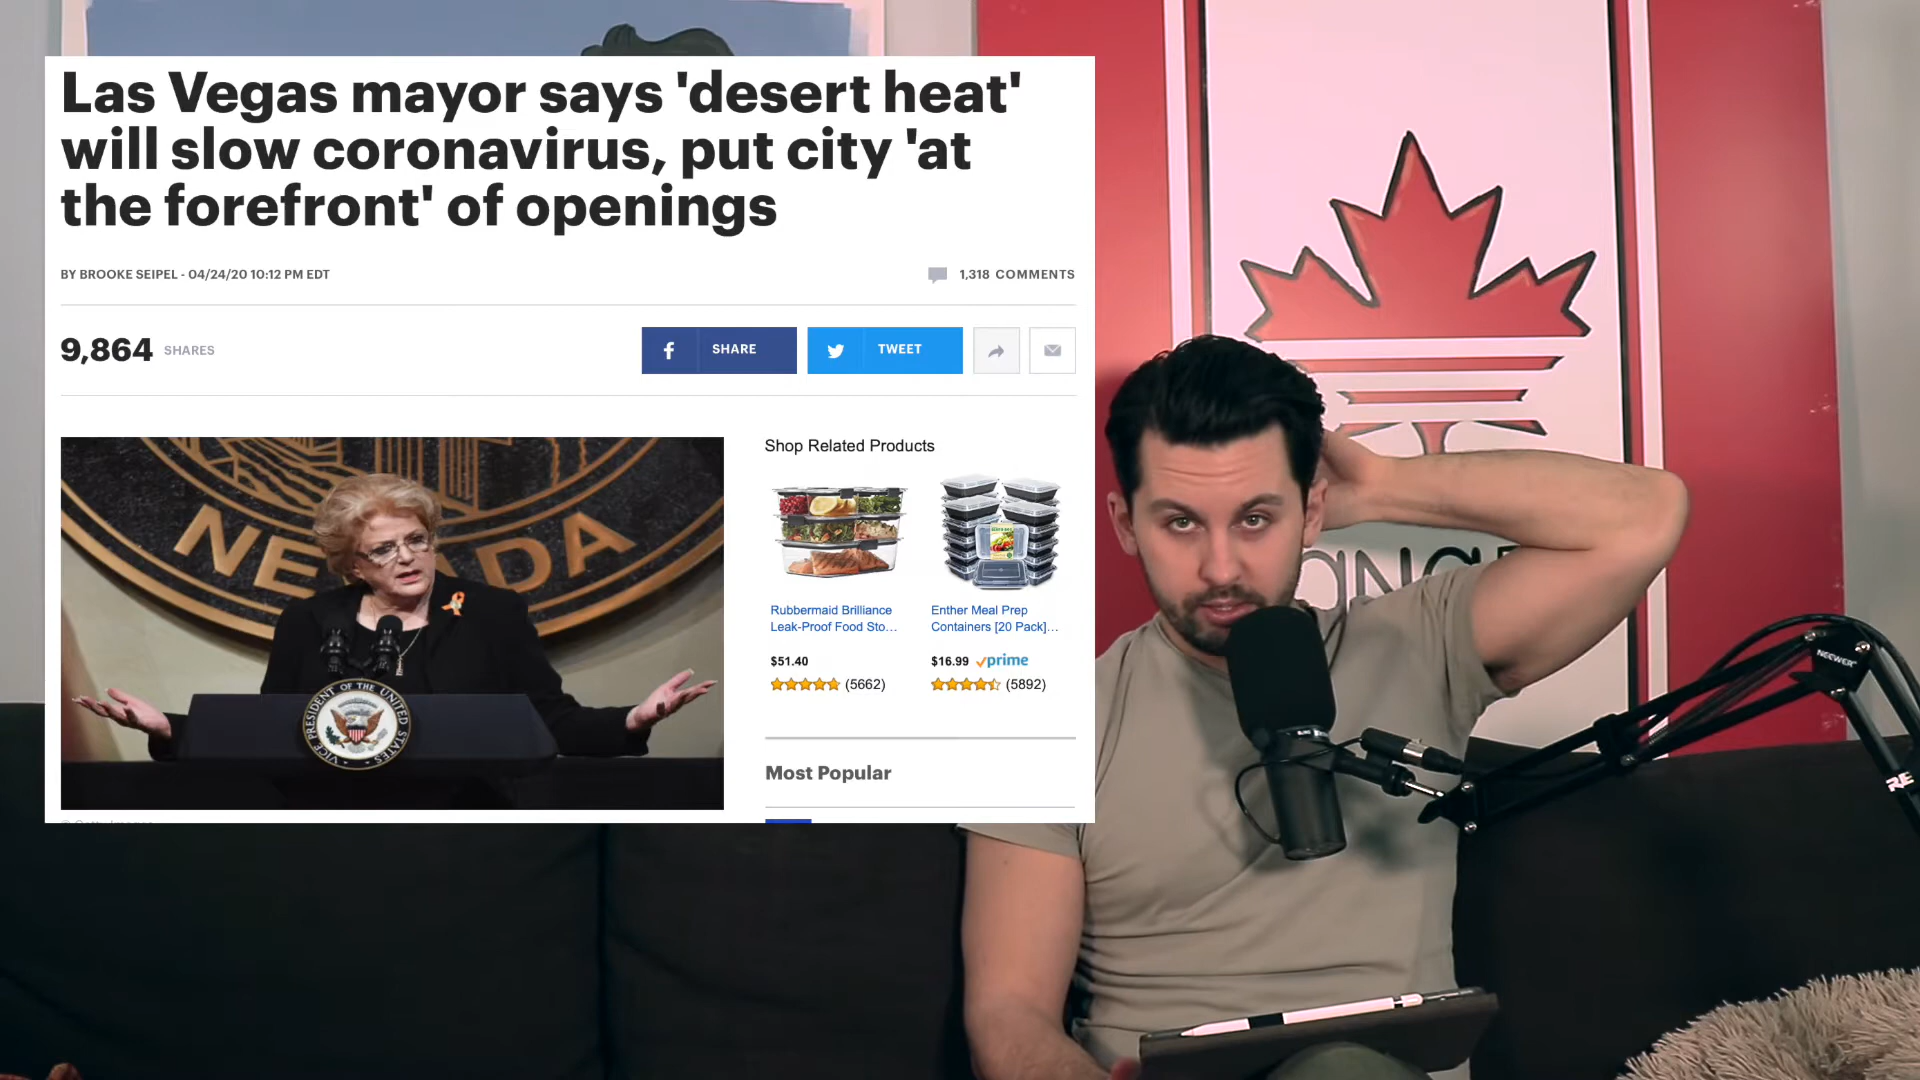 Las Vegas mayor says 'desert heat'
will slow coronavirus, put city 'at
the forefront' of openings
BY BROOKE SEIPEL - 04/24/20 10:12 PM EDT
1,318 COMMENTS
9,864 SHARES
SHARE
TWEET
Shop Related Products
NEVADA
VICE PRESIDENT OF THE UNITED STATES
Rubbermaid Brilliance
Leak-Proof Food Sto...
$51.40
(5662)
Enther Meal Prep
Containers [20 Pack]...
$16.99 prime
(5892)
Most Popular
NEEWER